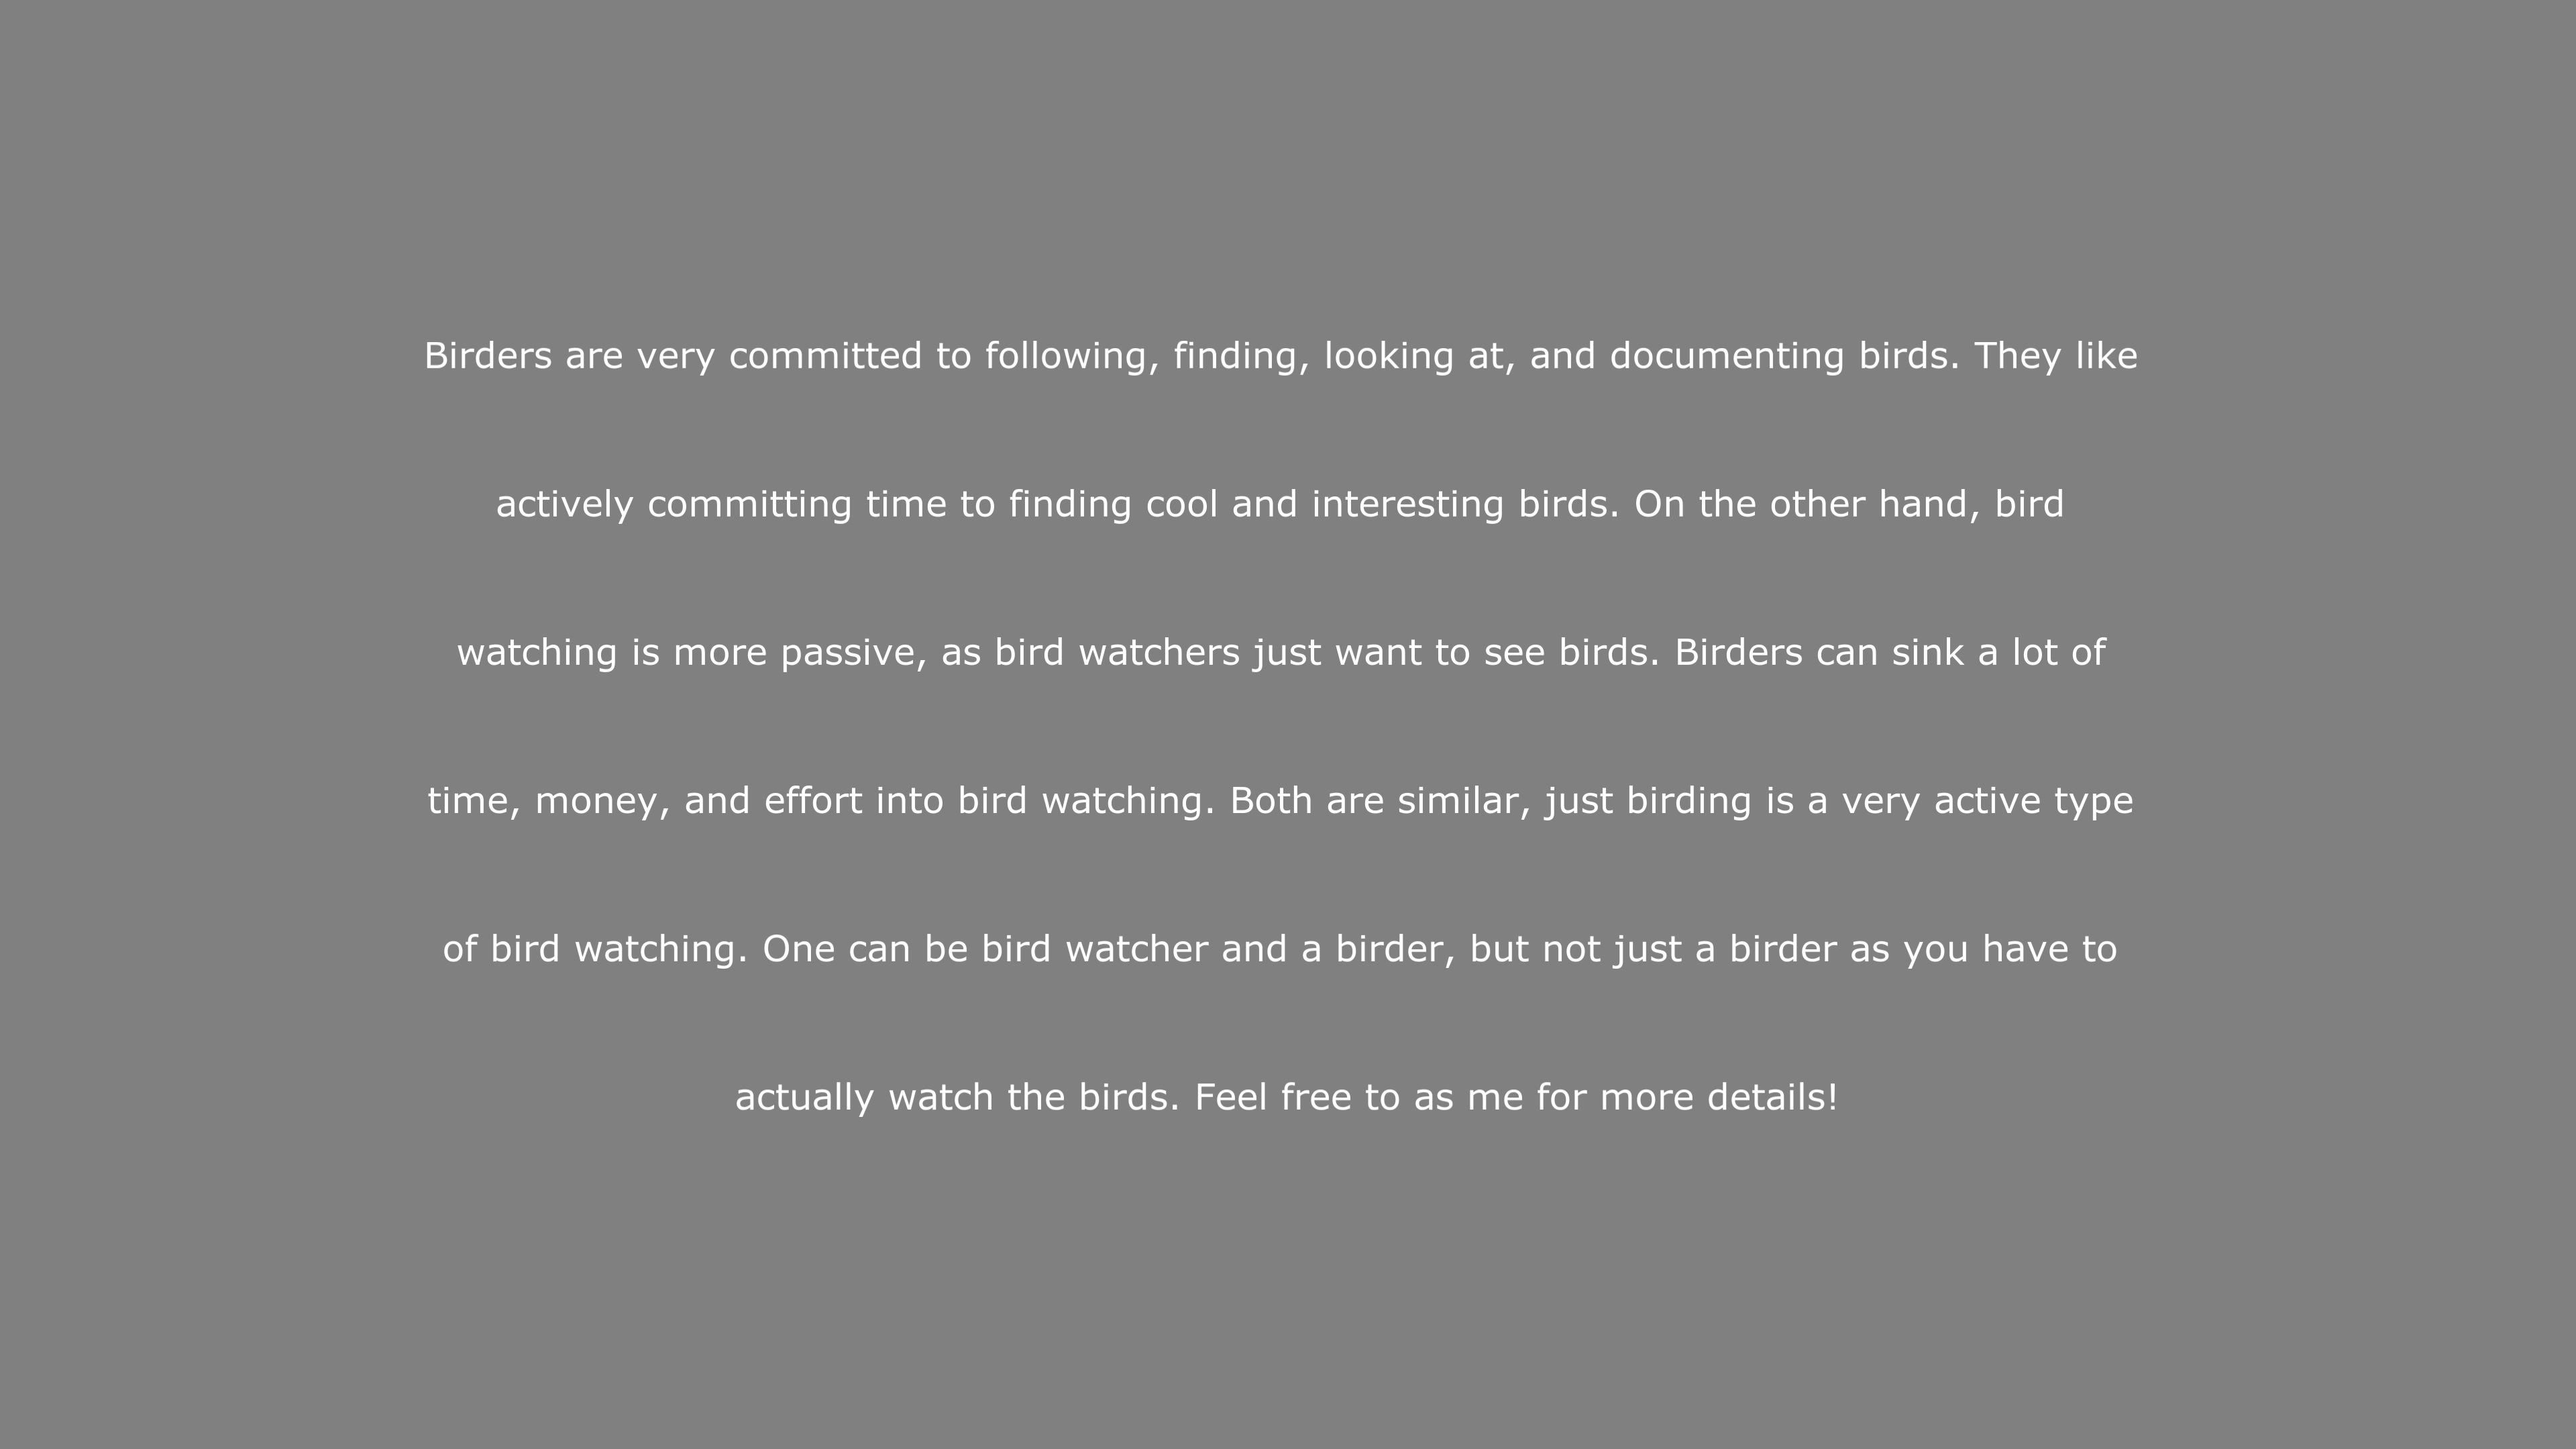 Birders are very committed to following, finding, looking at, and documenting birds. They like
actively committing time to finding cool and interesting birds. On the other hand, bird
watching is more passive, as bird watchers just want to see birds. Birders can sink a lot of
time, money, and effort into bird watching. Both are similar, just birding is a very active type
of bird watching. One can be bird watcher and a birder, but not just a birder as you have to
actually watch the birds. Feel free to as me for more details!